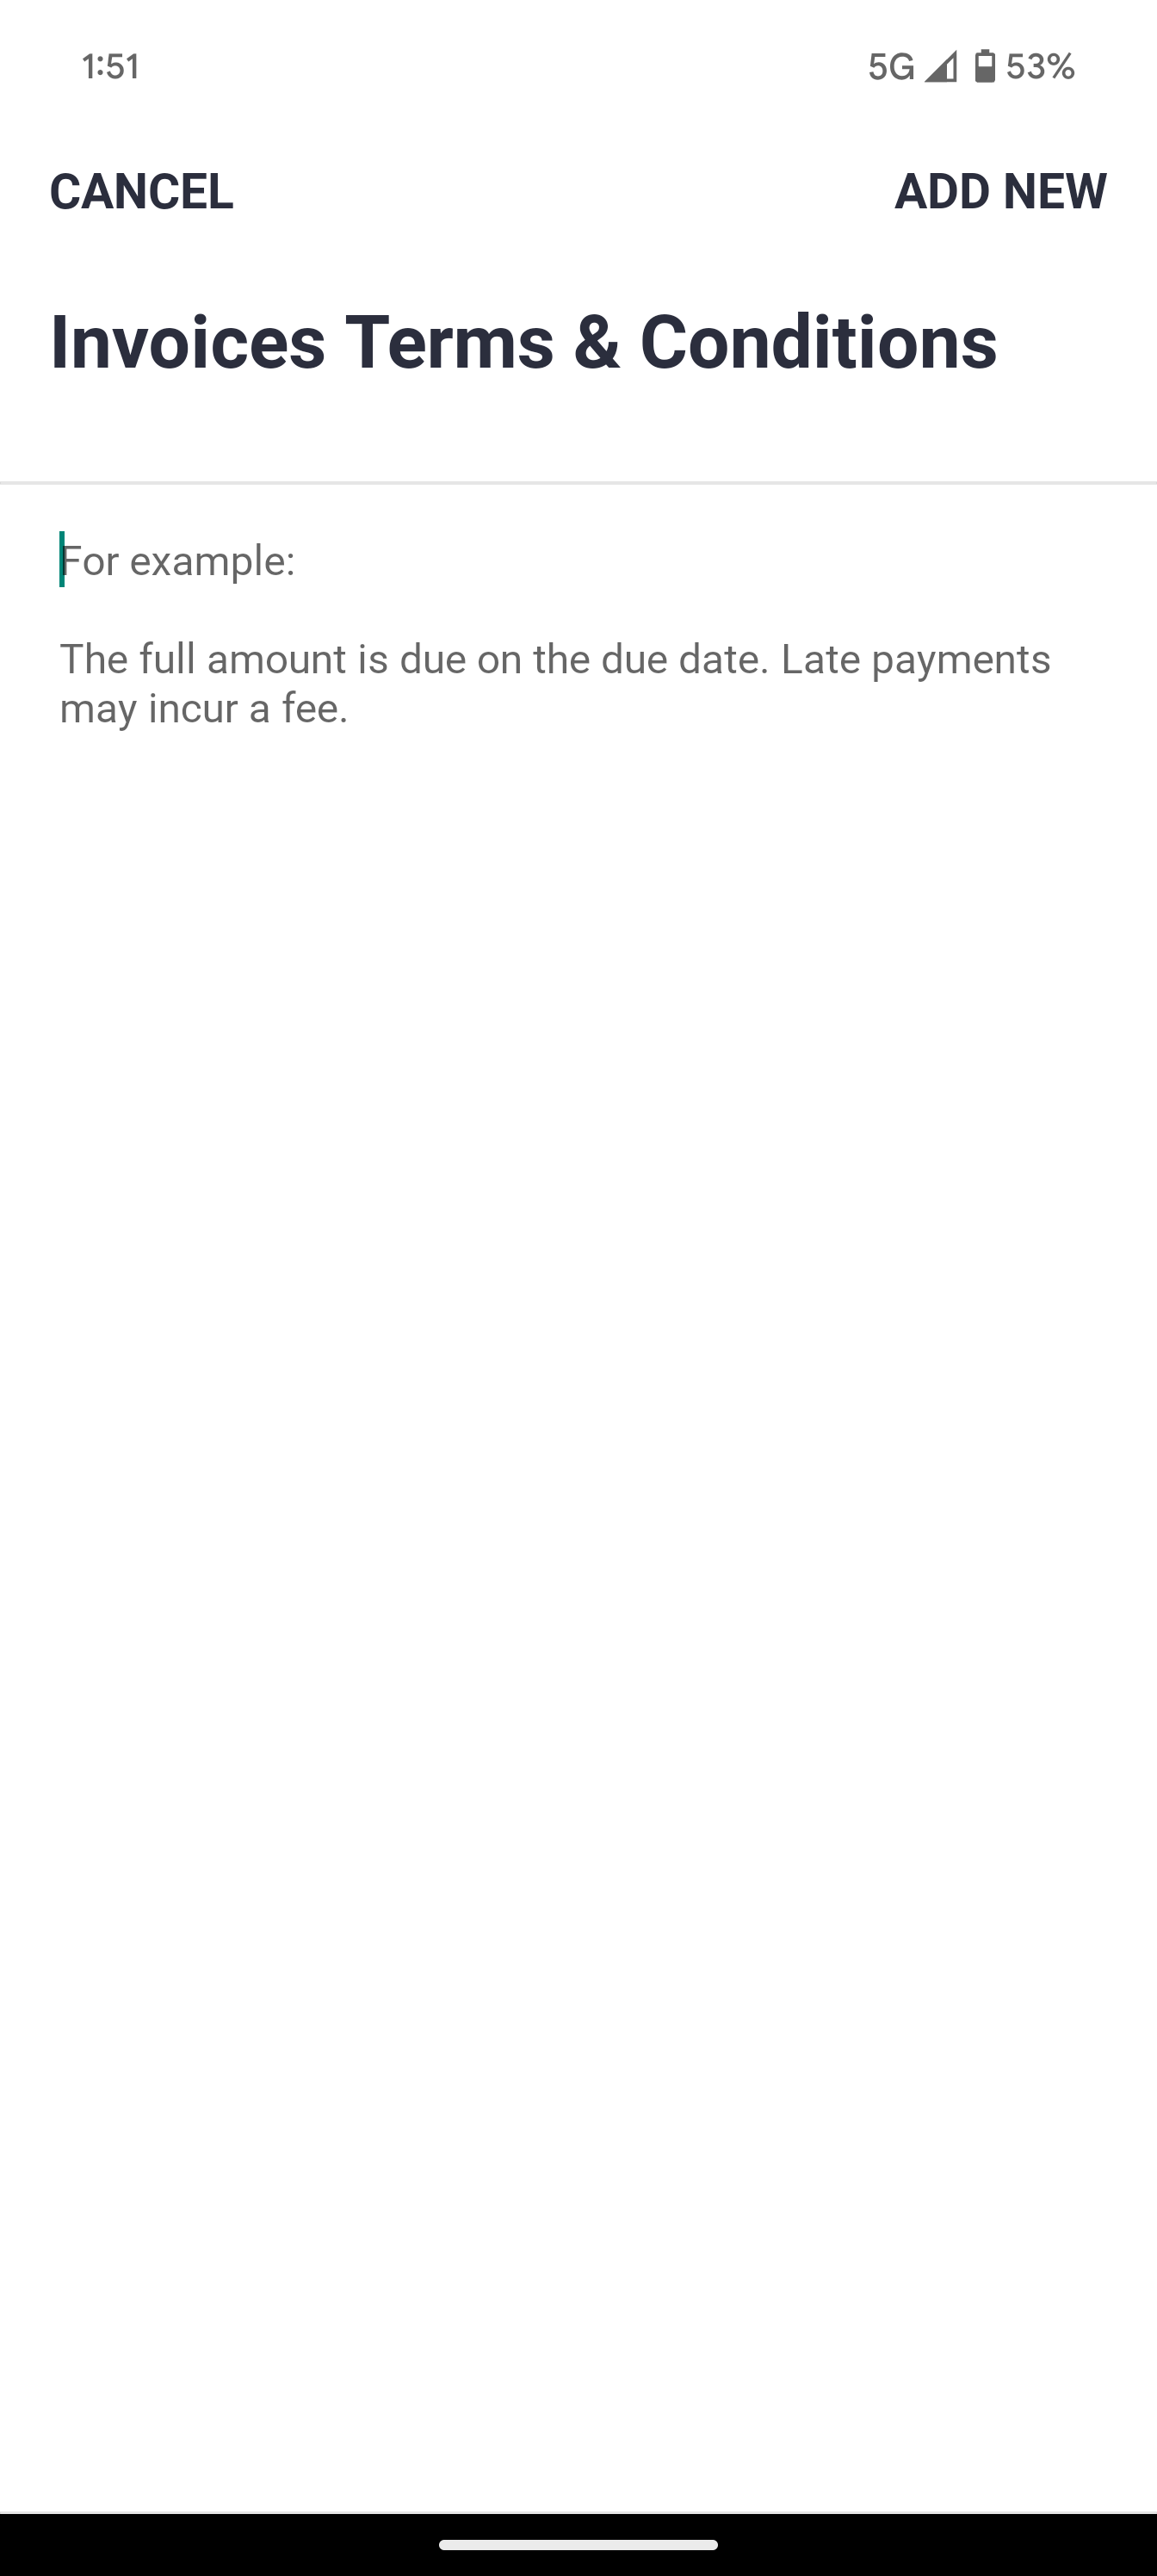 1:51
5G 53%
CANCEL
ADD NEW
Invoices Terms & Conditions
For example:
The full amount is due on the due date. Late payments
may incur a fee.